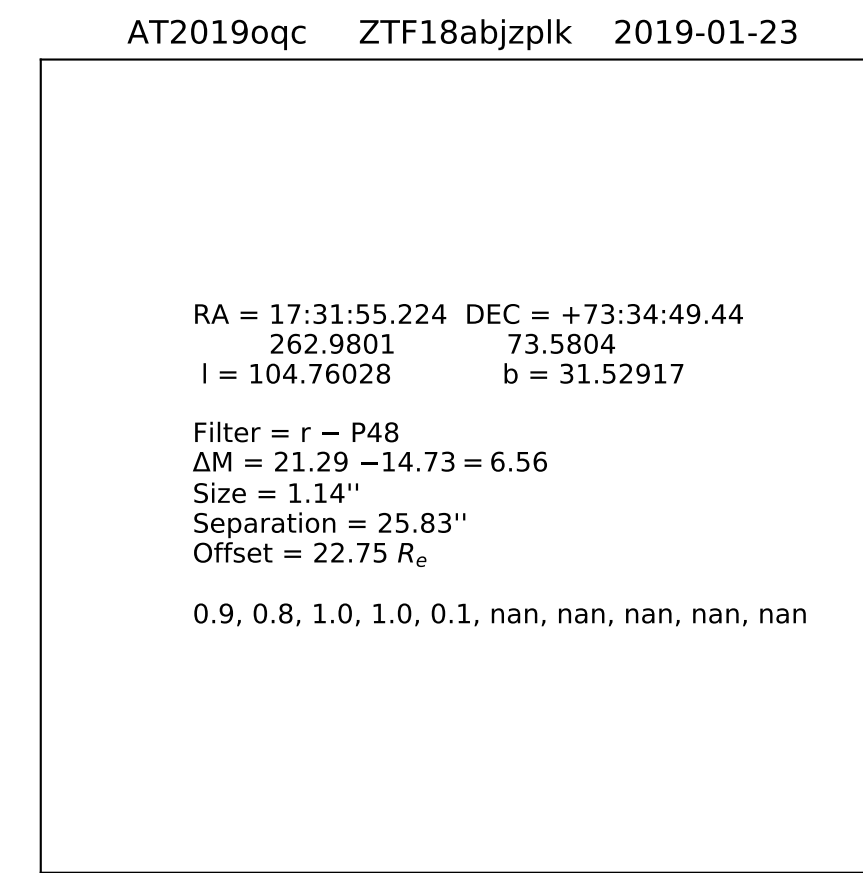 AT2019oqc ZTF18abjzplk 2019-01-23
RA = 17:31:55.224 DEC = +73:34:49.44
262.9801 73.5804
l = 104.76028 b = 31.52917
Filter = r − P48
ΔM = 21.29 −14.73 = 6.56
Size = 1.14''
Separation = 25.83''
Offset = 22.75 Re
0.9, 0.8, 1.0, 1.0, 0.1, nan, nan, nan, nan, nan